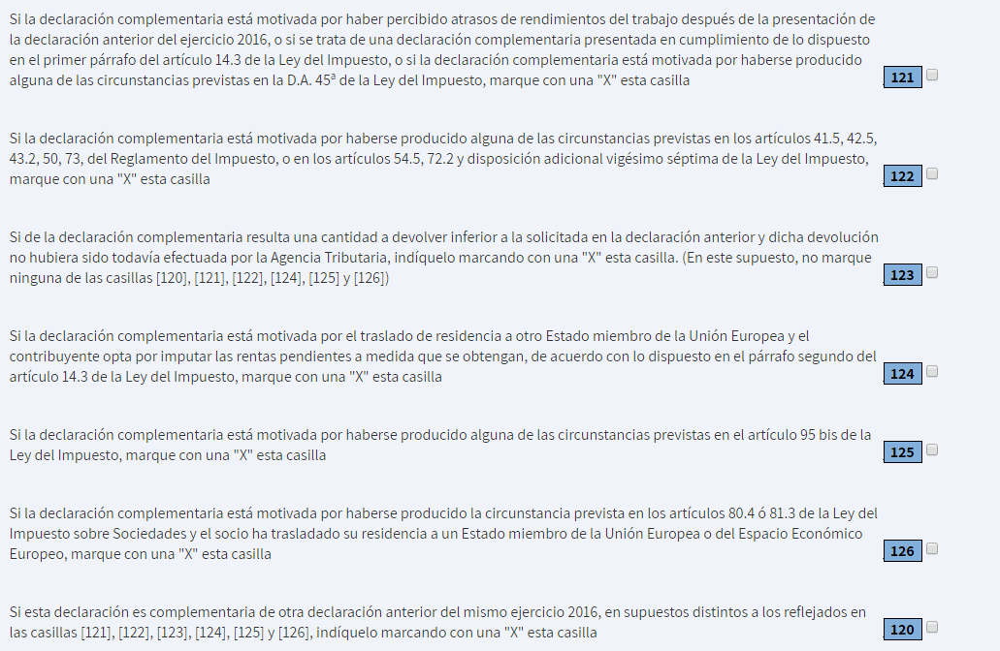 Si la declaración complementaria está motivada por haber percibido atrasos de rendimientos del trabajo después de la presentación de
la declaración anterior del ejercicio 2016, o si se trata de una declaración complementaria presentada en cumplimiento de lo dispuesto
en el primer párrafo del artículo 14.3 de la Ley del Impuesto, o si la declaración complementaria está motivada por haberse producido
alguna de las circunstancias previstas en la D.A. 45ª de la Ley del Impuesto, marque con una "X" esta casilla
121
Si la declaración complementaria está motivada por haberse producido alguna de las circunstancias previstas en los artículos 41.5, 42.5,
43.2, 50, 73, del Reglamento del Impuesto, o en los artículos 54.5, 72.2 y disposición adicional vigésimo séptima de la Ley del Impuesto,
marque con una "X" esta casilla
122
Si de la declaración complementaria resulta una cantidad a devolver inferior a la solicitada en la declaración anterior y dicha devolución
no hubiera sido todavía efectuada por la Agencia Tributaria, indíquelo marcando con una "X" esta casilla. (En este supuesto, no marque
ninguna de las casillas [120], [121], [122], [124], [125] y [126])
123
Si la declaración complementaria está motivada por el traslado de residencia a otro Estado miembro de la Unión Europea y el
contribuyente opta por imputar las rentas pendientes a medida que se obtengan, de acuerdo con lo dispuesto en el párrafo segundo del
artículo 14.3 de la Ley del Impuesto, marque con una "X" esta casilla
124
Si la declaración complementaria está motivada por haberse producido alguna de las circunstancias previstas en el artículo 95 bis de la
Ley del Impuesto, marque con una "X" esta casilla
125
Si la declaración complementaria está motivada por haberse producido la circunstancia prevista en los artículos 80.4 ó 81.3 de la Ley del
Impuesto sobre Sociedades y el socio ha trasladado su residencia a un Estado miembro de la Unión Europea o del Espacio Económico
Europeo, marque con una "X" esta casilla
126
Si esta declaración es complementaria de otra declaración anterior del mismo ejercicio 2016, en supuestos distintos a los reflejados en
las casillas [121], [122], [123], [124], [125] y [126], indíquelo marcando con una "X" esta casilla
120